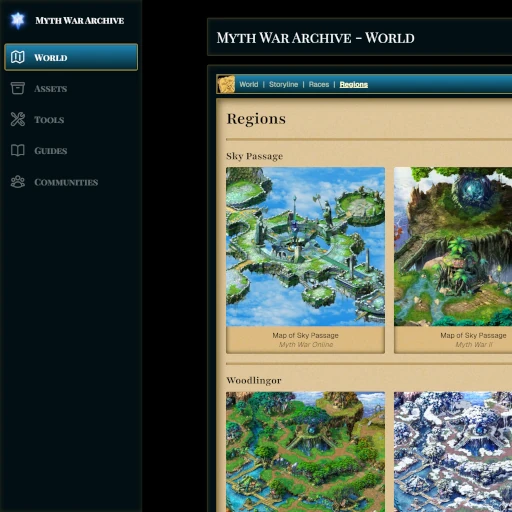 Myth War Archive
World
Assets
Tools
Guides
Communities
Myth War Archive - World
World | Storyline | Races | Regions
Regions
Sky Passage
Map of Sky Passage
Myth War Online
Map of Sky Passage
Myth War II
Woodlingor